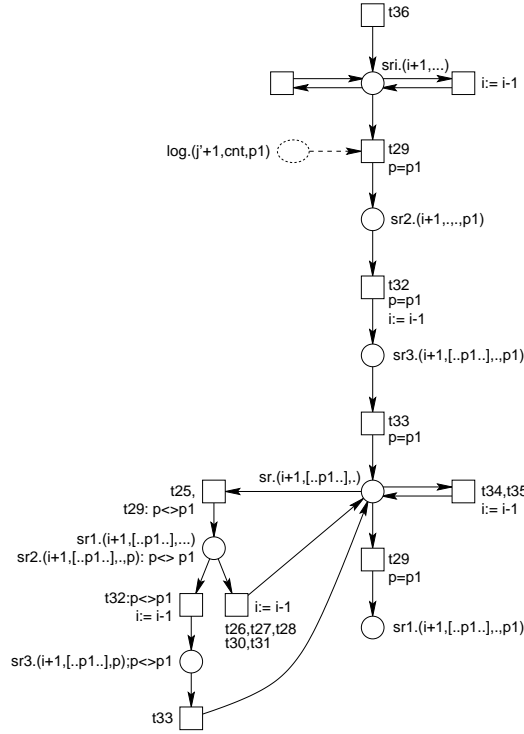 t36
sri.(i+1,...)
i:= i-1
log.(j'+1,cnt,p1)
t29
p=p1
sr2.(i+1,.,.,p1)
t32
p=p1
i:= i-1
sr3.(i+1,[..p1..],.,p1)
t33
p=p1
sr.(i+1,[..p1..],.)
t25,
t29: p<>p1
t34,t35
i:= i-1
sr1.(i+1,[..p1..],...)
sr2.(i+1,[..p1..],.,p): p<> p1
t29
p=p1
t32:p<>p1
i:= i-1
i:= i-1
t26,t27,t28
t30,t31
sr1.(i+1,[..p1..],.,p1)
sr3.(i+1,[..p1..],p);p<>p1
t33